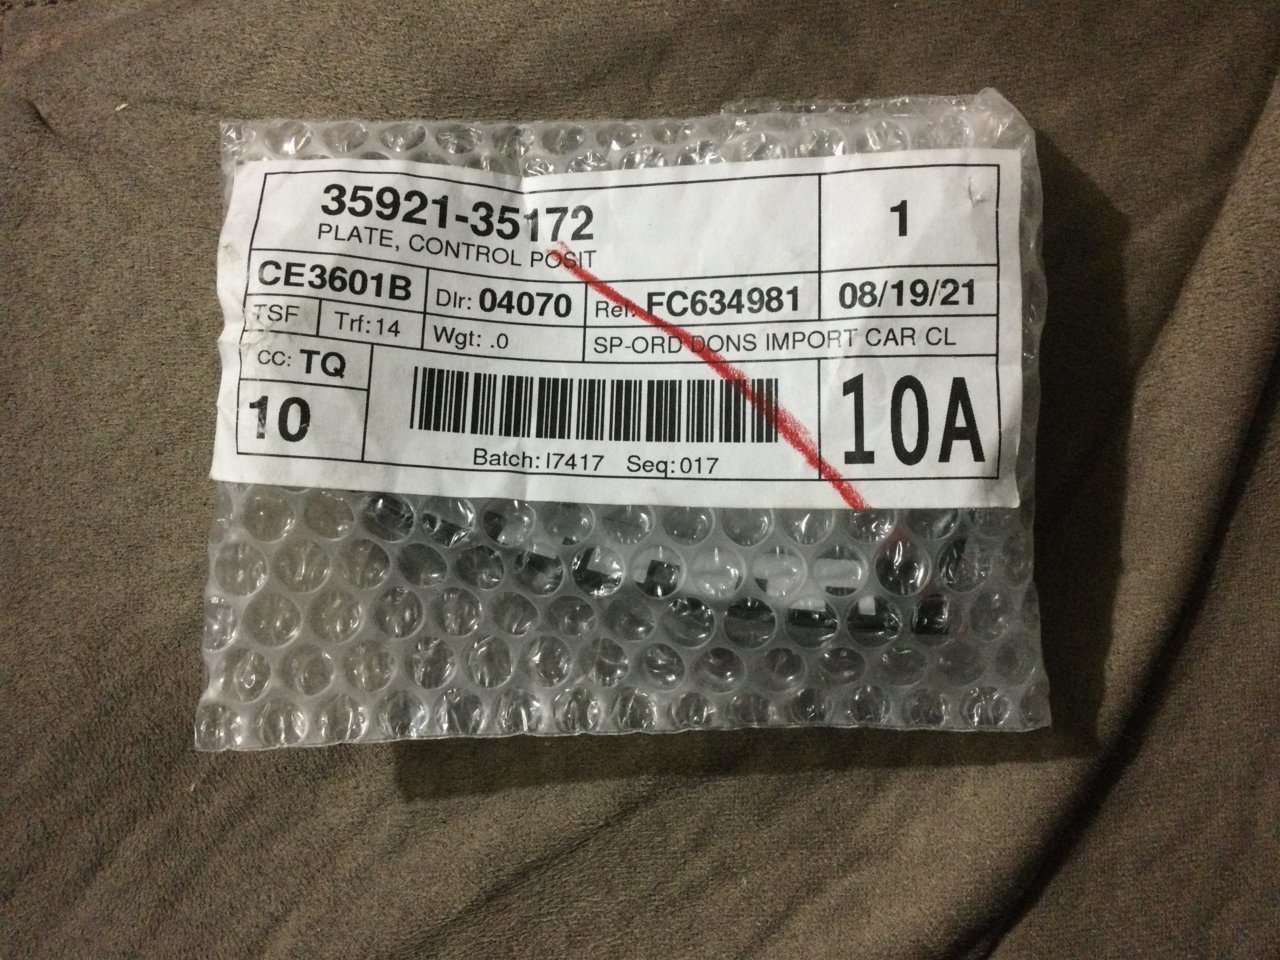 35921-35172 1
PLATE, CONTROL POSIT
CE3601B Dlr: 04070 Ref: FC634981 08/19/21
TSF Trf:14 Wgt: .0 SP-ORD DONS IMPORT CAR CL
CC: TQ
10 10A
Batch: I7417 Seq: 017